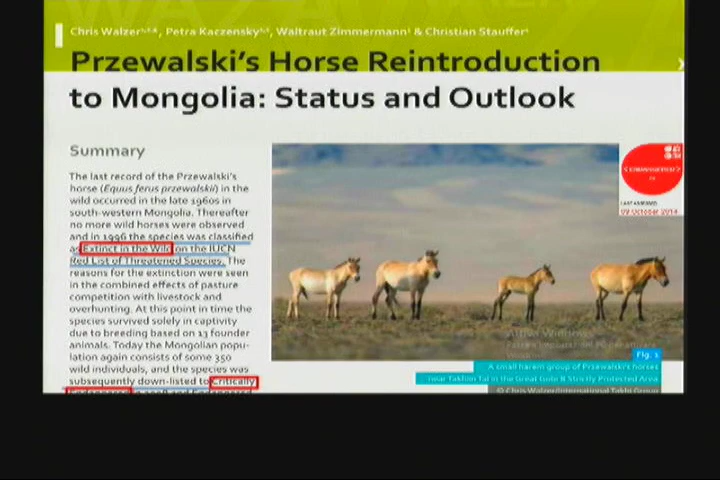 Chris Walzer, Petra Kaczensky, Waltraut Zimmermann & Christian Stauffer
Przewalski's Horse Reintroduction
to Mongolia: Status and Outlook
Summary
The last record of the Przewalski's
horse (Equus ferus przewalskii) in the
wild occurred in the late 1960s in
south-western Mongolia. Thereafter
no more wild horses were observed
and in 1996 the species was classified
as Extinct in the Wild on the IUCN
Red List of Threatened Species. The
reasons for the extinction were seen
in the combined effects of pasture
competition with livestock and
overhunting. At this point in time the
species survived solely in captivity
due to breeding based on 13 founder
animals. Today the Mongolian popu-
lation again consists of some 350
wild individuals, and the species was
subsequently down-listed to Critically
LAST ASSESSED
09 October 2014
Activate Windows
Fig. 1
A small harem group of Przewalski's horses
near Takhin Tal in the Great Gobi B Strictly Protected Area
© Chris Walzer/International Takhi Group